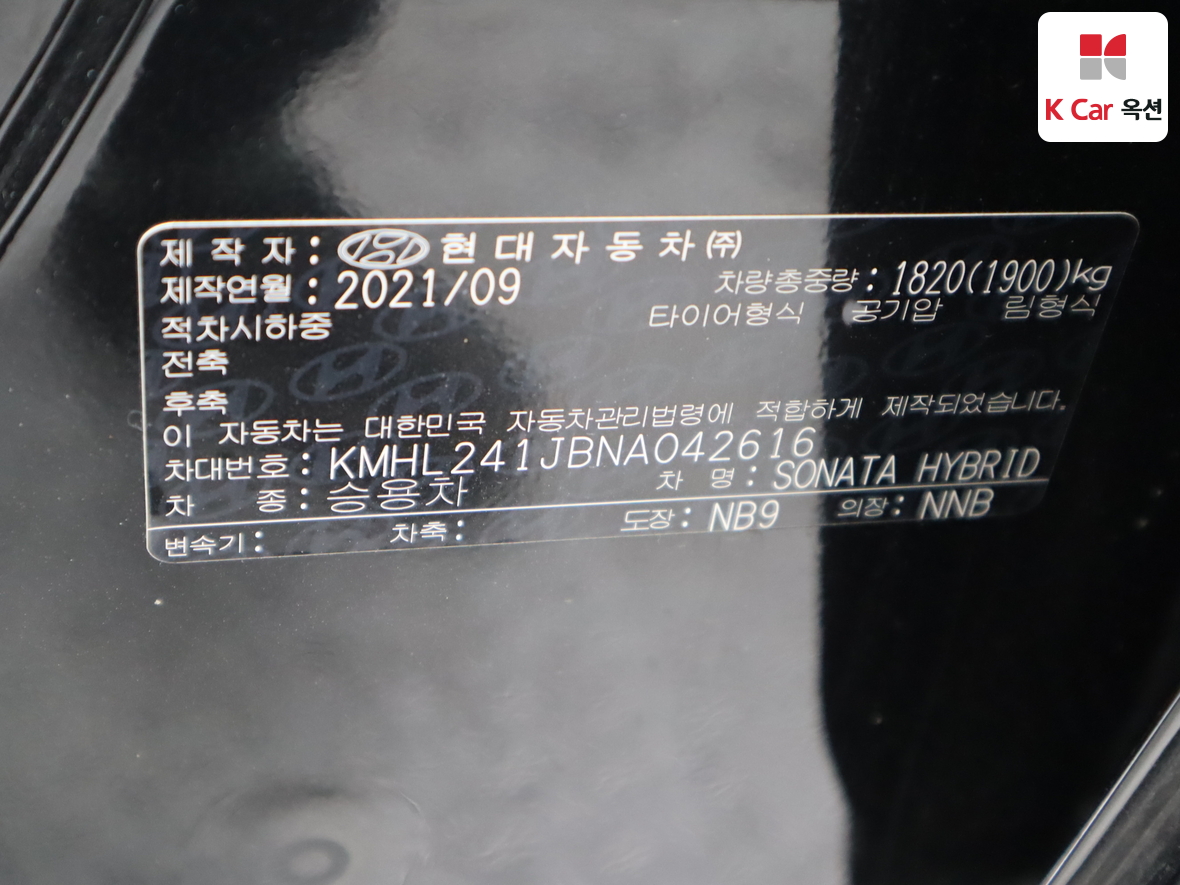 K Car 옥션
제 작 자 : 현 대 자 동 차 ㈜
제작연월 : 2021/09 차량총중량 : 1820(1900)kg
적차시하중 타이어형식 공기압 림형식
전축
후축
이 자동차는 대한민국 자동차관리법령에 적합하게 제작되었습니다.
차대번호 : KMHL241JBNA042616
차 종 : 승용차 차 명 : SONATA HYBRID
변속기 : 차축 : 도장 : NB9 의장 : NNB